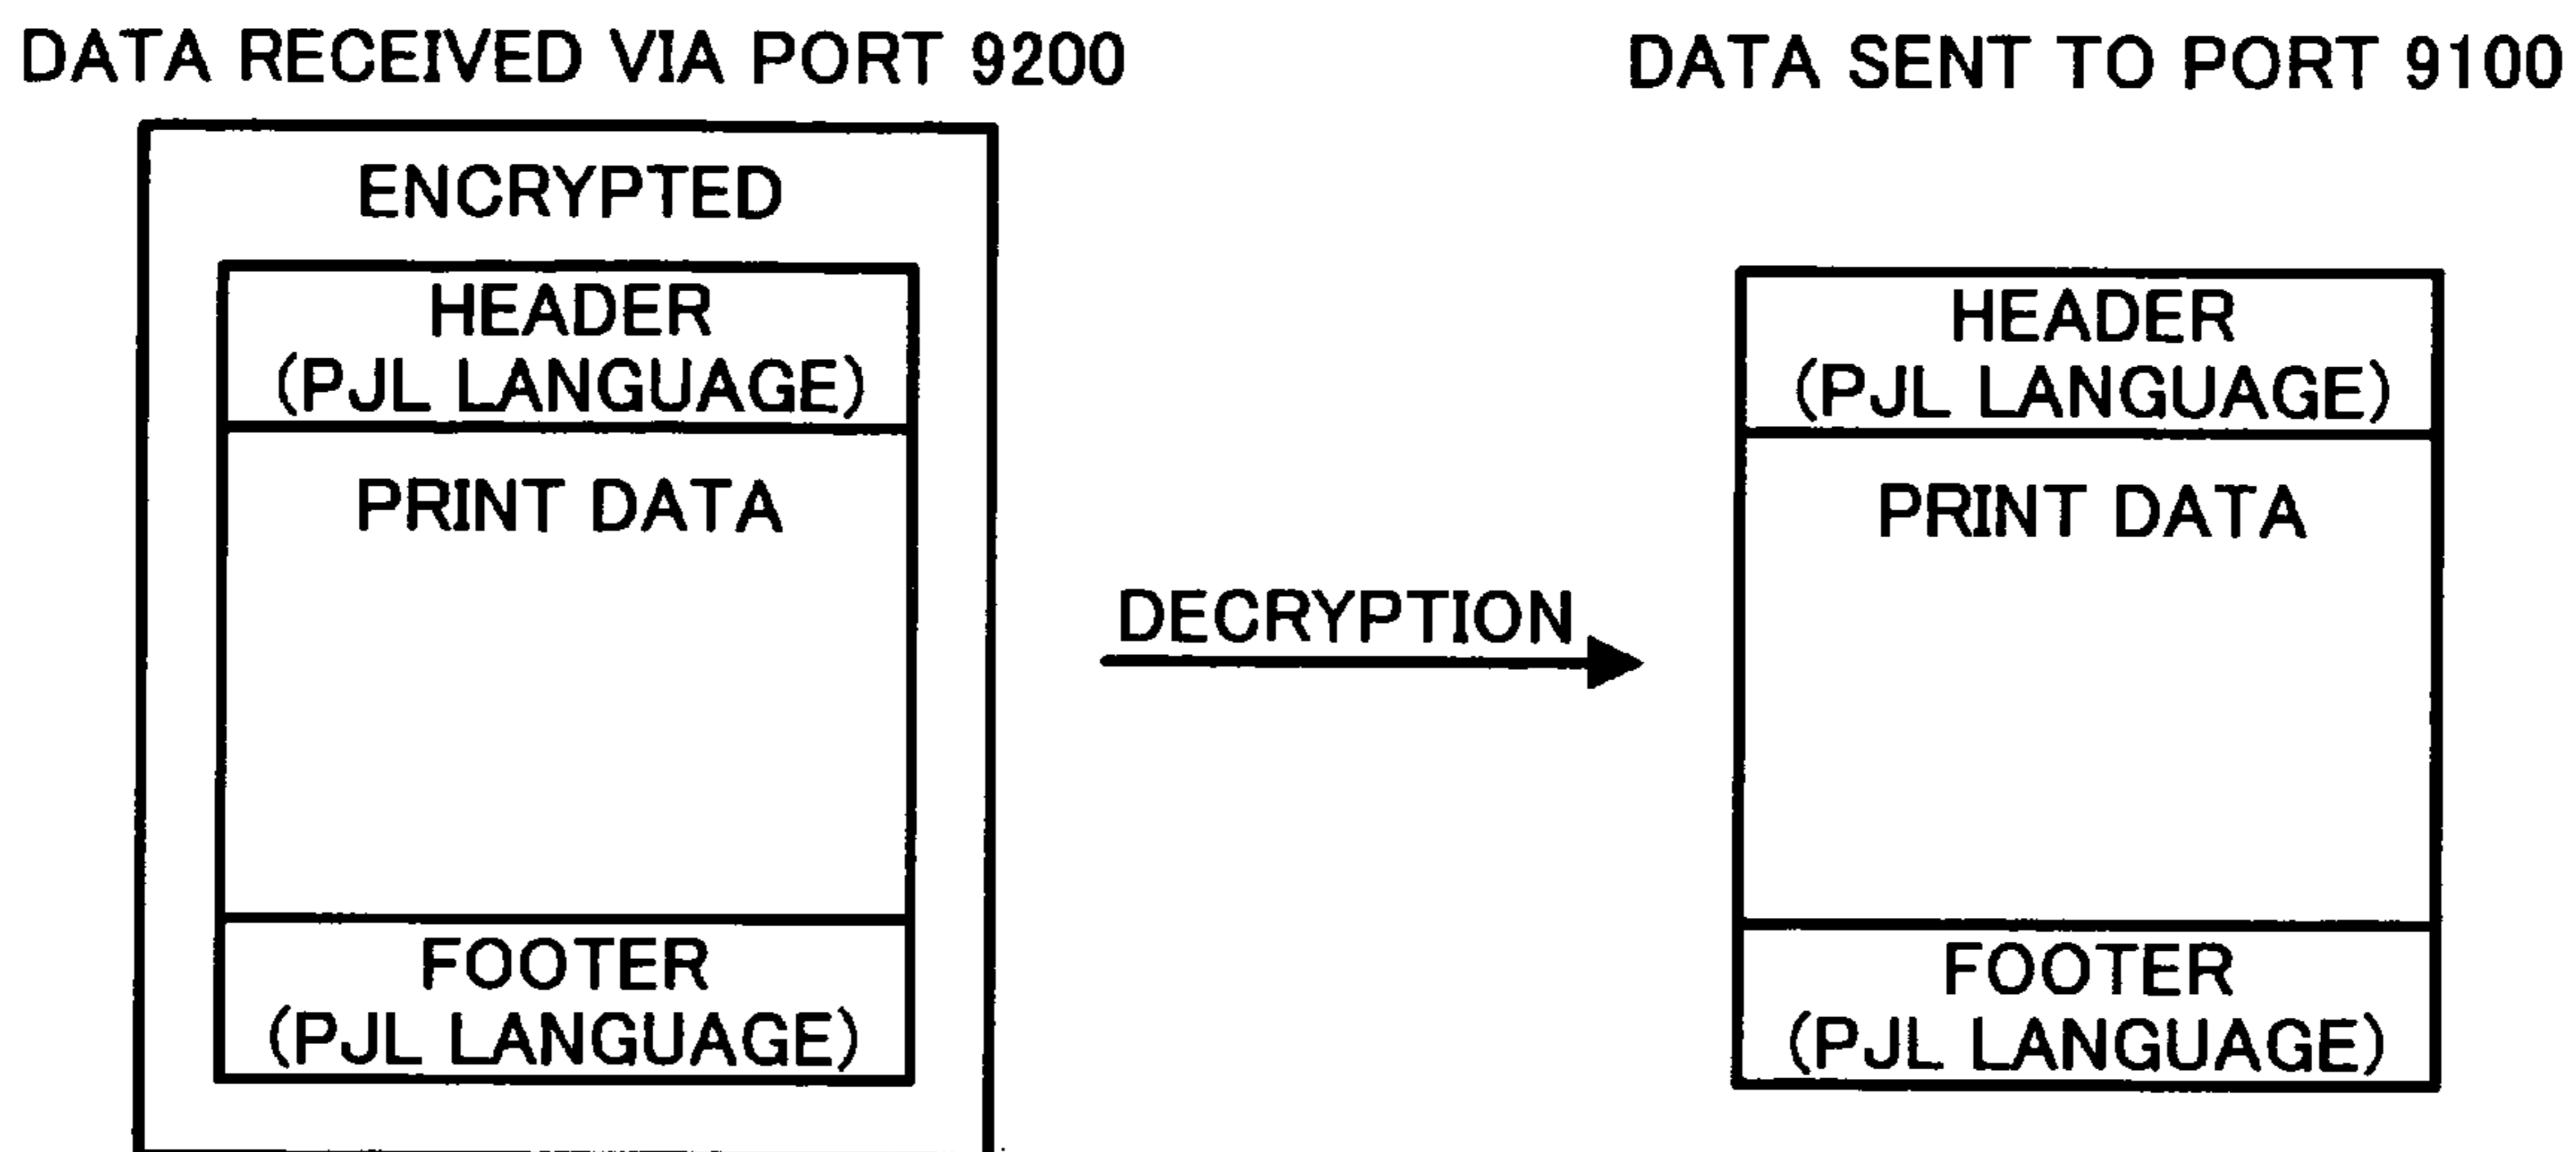 DATA RECEIVED VIA PORT 9200
ENCRYPTED
HEADER
(PJL LANGUAGE)
PRINT DATA
FOOTER
(PJL LANGUAGE)
DECRYPTION
DATA SENT TO PORT 9100
HEADER
(PJL LANGUAGE)
PRINT DATA
FOOTER
(PJL LANGUAGE)